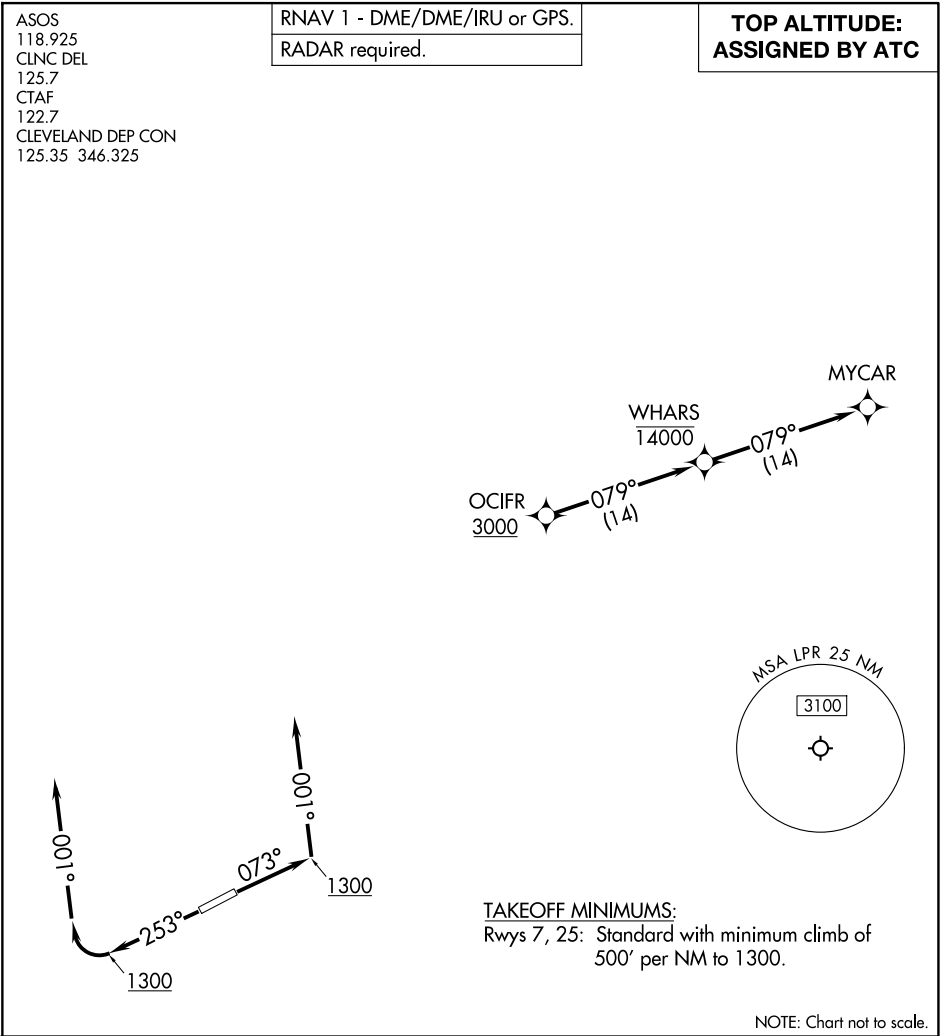 ASOS
118.925
CLNC DEL
125.7
CTAF
122.7
CLEVELAND DEP CON
125.35 346.325
RNAV 1 - DME/DME/IRU or GPS.
RADAR required.
TOP ALTITUDE:
ASSIGNED BY ATC
MYCAR
WHARS
14000
079°
(14)
OCIFR
3000
079°
(14)
MSA LPR 25 NM
3100
001°
001°
073°
1300
253°
1300
TAKEOFF MINIMUMS:
Rwys 7, 25: Standard with minimum climb of
500' per NM to 1300.
NOTE: Chart not to scale.